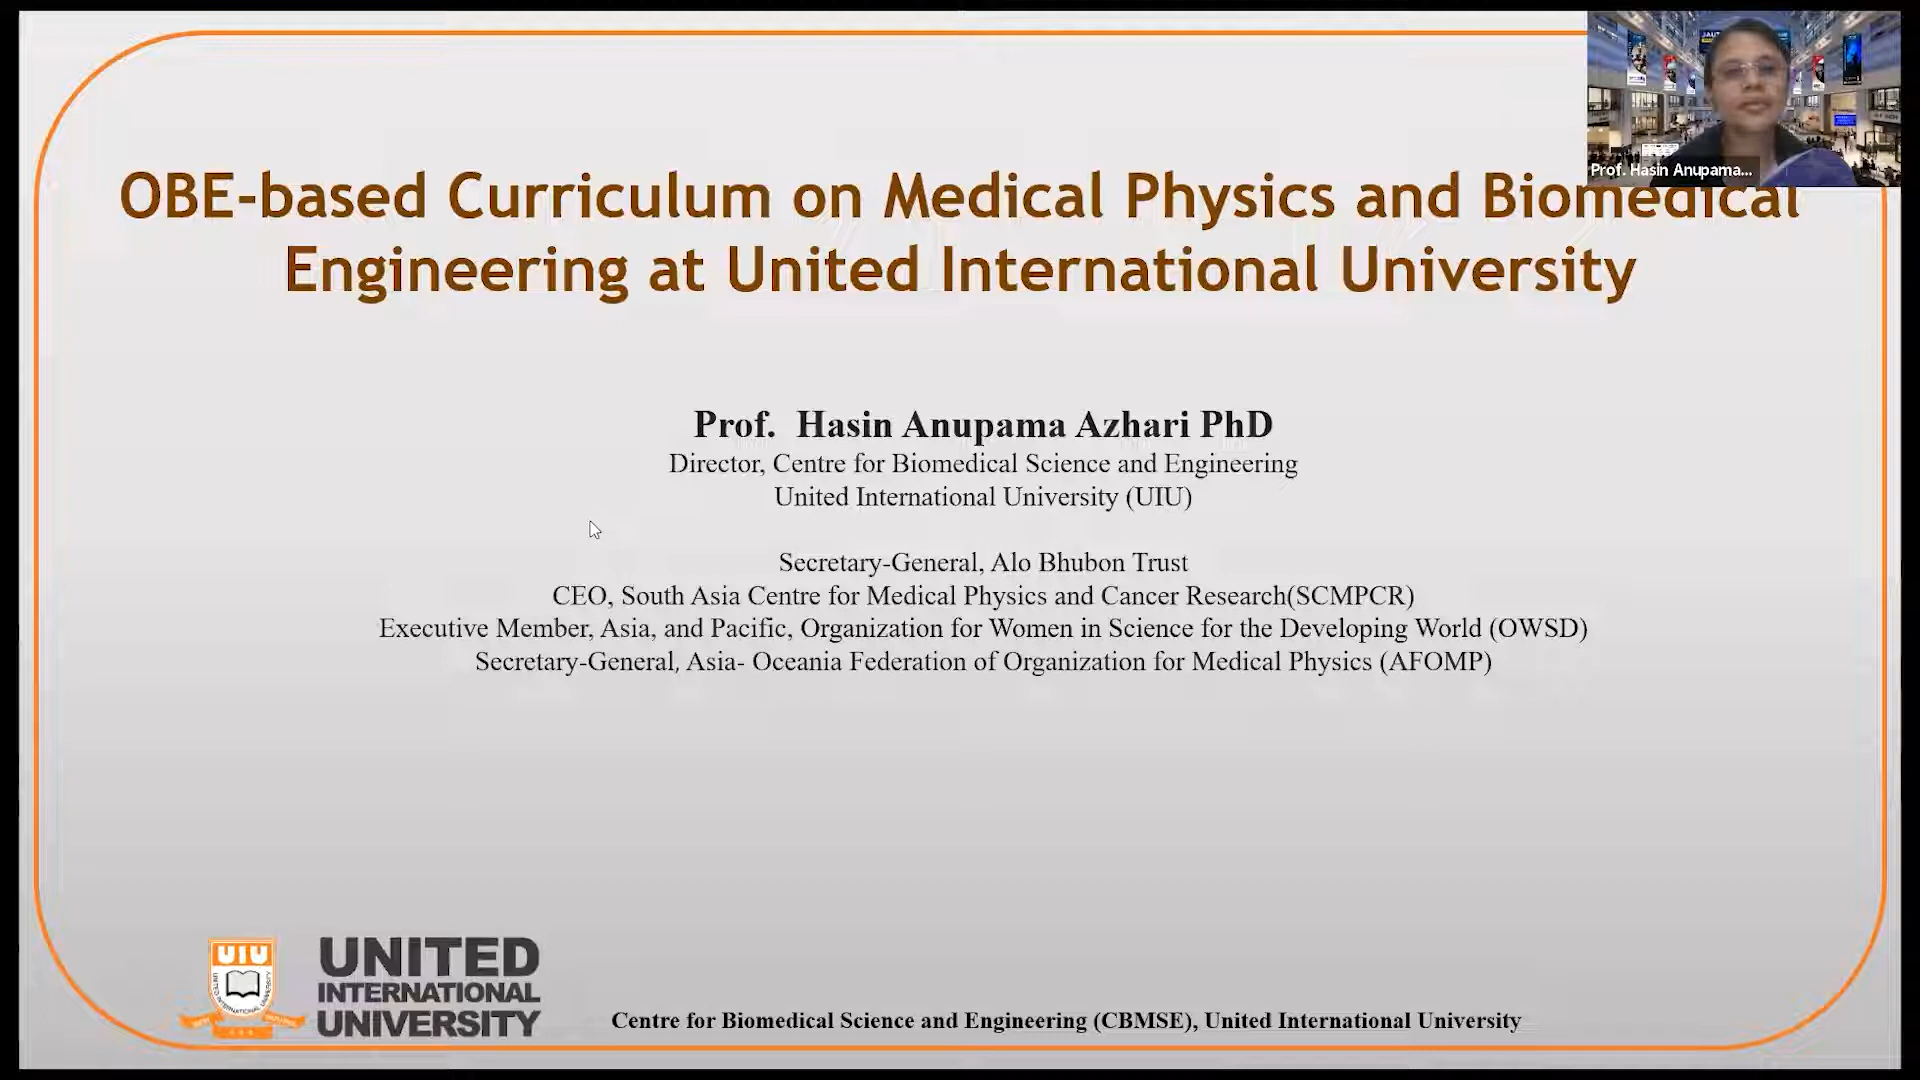 Prof. Hasin Anupama...
OBE-based Curriculum on Medical Physics and Biomedical
Engineering at United International University
Prof.  Hasin Anupama Azhari PhD
Director, Centre for Biomedical Science and Engineering
United International University (UIU)
Secretary-General, Alo Bhubon Trust
CEO, South Asia Centre for Medical Physics and Cancer Research(SCMPCR)
Executive Member, Asia, and Pacific, Organization for Women in Science for the Developing World (OWSD)
Secretary-General, Asia- Oceania Federation of Organization for Medical Physics (AFOMP)
UIU
UNITED
INTERNATIONAL
UNIVERSITY
Centre for Biomedical Science and Engineering (CBMSE), United International University